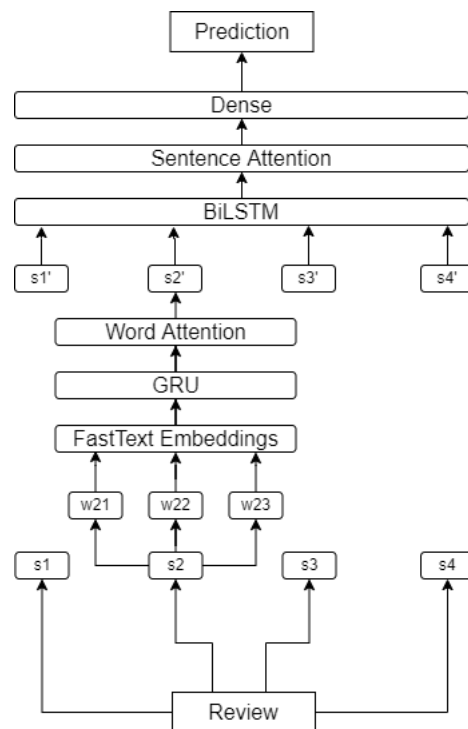 Prediction
Dense
Sentence Attention
BiLSTM
s1' s2' s3' s4'
Word Attention
GRU
FastText Embeddings
w21 w22 w23
s1 s2 s3 s4
Review